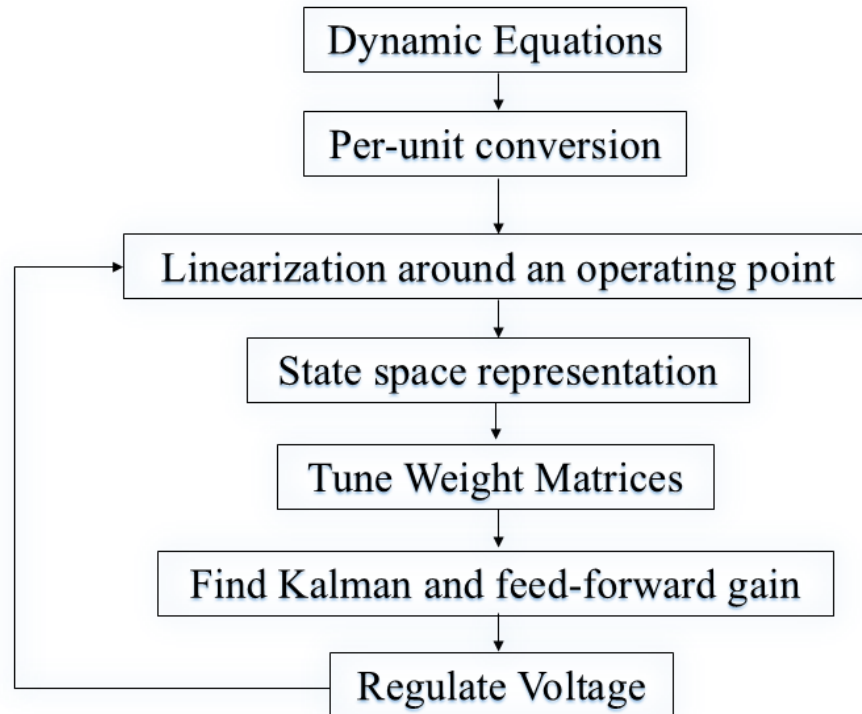 Dynamic Equations
Per-unit conversion
Linearization around an operating point
State space representation
Tune Weight Matrices
Find Kalman and feed-forward gain
Regulate Voltage